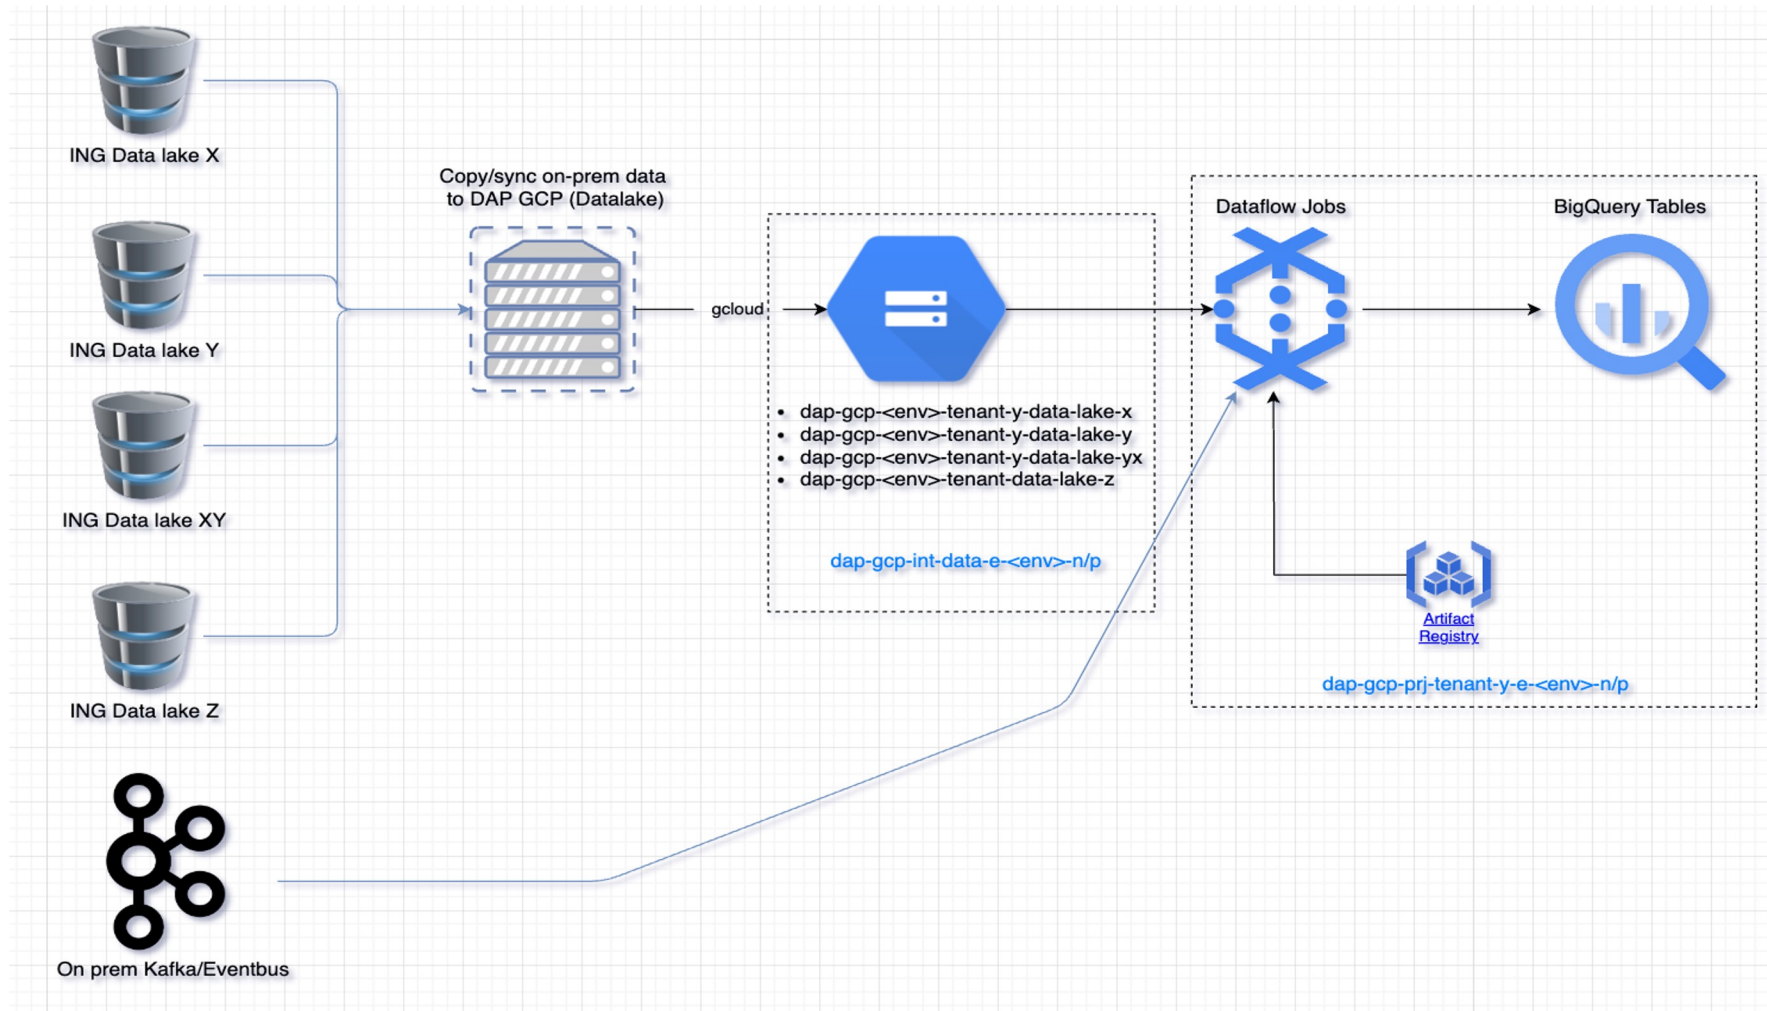 ING Data lake X
ING Data lake Y
ING Data lake XY
ING Data lake Z
On prem Kafka/Eventbus
Copy/sync on-prem data
to DAP GCP (Datalake)
gcloud
• dap-gcp-<env>-tenant-y-data-lake-x
• dap-gcp-<env>-tenant-y-data-lake-y
• dap-gcp-<env>-tenant-y-data-lake-yx
• dap-gcp-<env>-tenant-data-lake-z
dap-gcp-int-data-e-<env>-n/p
Dataflow Jobs
BigQuery Tables
Artifact
Registry
dap-gcp-prj-tenant-y-e-<env>-n/p